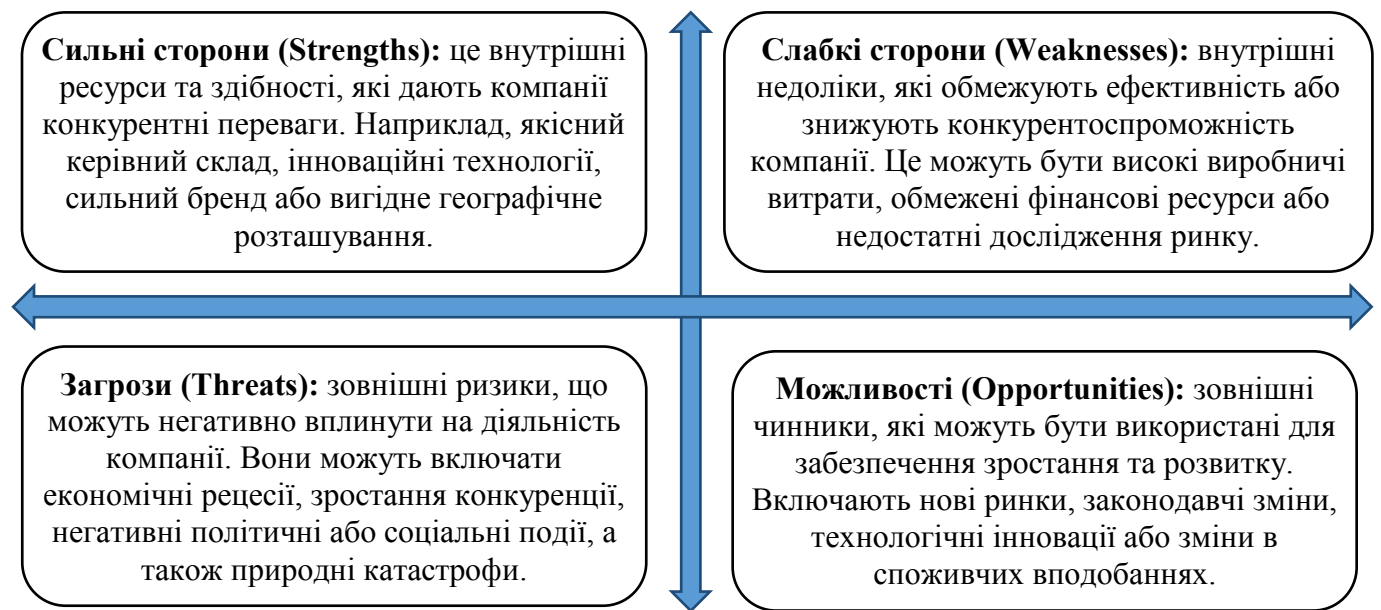 Сильні сторони (Strengths): це внутрішні
ресурси та здібності, які дають компанії
конкурентні переваги. Наприклад, якісний
керівний склад, інноваційні технології,
сильний бренд або вигідне географічне
розташування.
Слабкі сторони (Weaknesses): внутрішні
недоліки, які обмежують ефективність або
знижують конкурентоспроможність
компанії. Це можуть бути високі виробничі
витрати, обмежені фінансові ресурси або
недостатні дослідження ринку.
Загрози (Threats): зовнішні ризики, що
можуть негативно вплинути на діяльність
компанії. Вони можуть включати
економічні рецесії, зростання конкуренції,
негативні політичні або соціальні події, а
також природні катастрофи.
Можливості (Opportunities): зовнішні
чинники, які можуть бути використані для
забезпечення зростання та розвитку.
Включають нові ринки, законодавчі зміни,
технологічні інновації або зміни в
споживчих вподобаннях.